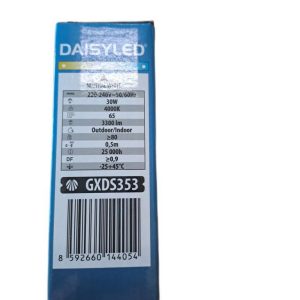 DAISYLED
220-240V~50/60Hz
30W
4000K
65
3300 lm
Outdoor/Indoor
≥80
0,5m
25 000h
DF ≥0,9
-25÷+45°C
GXDS353
8 592660 144054